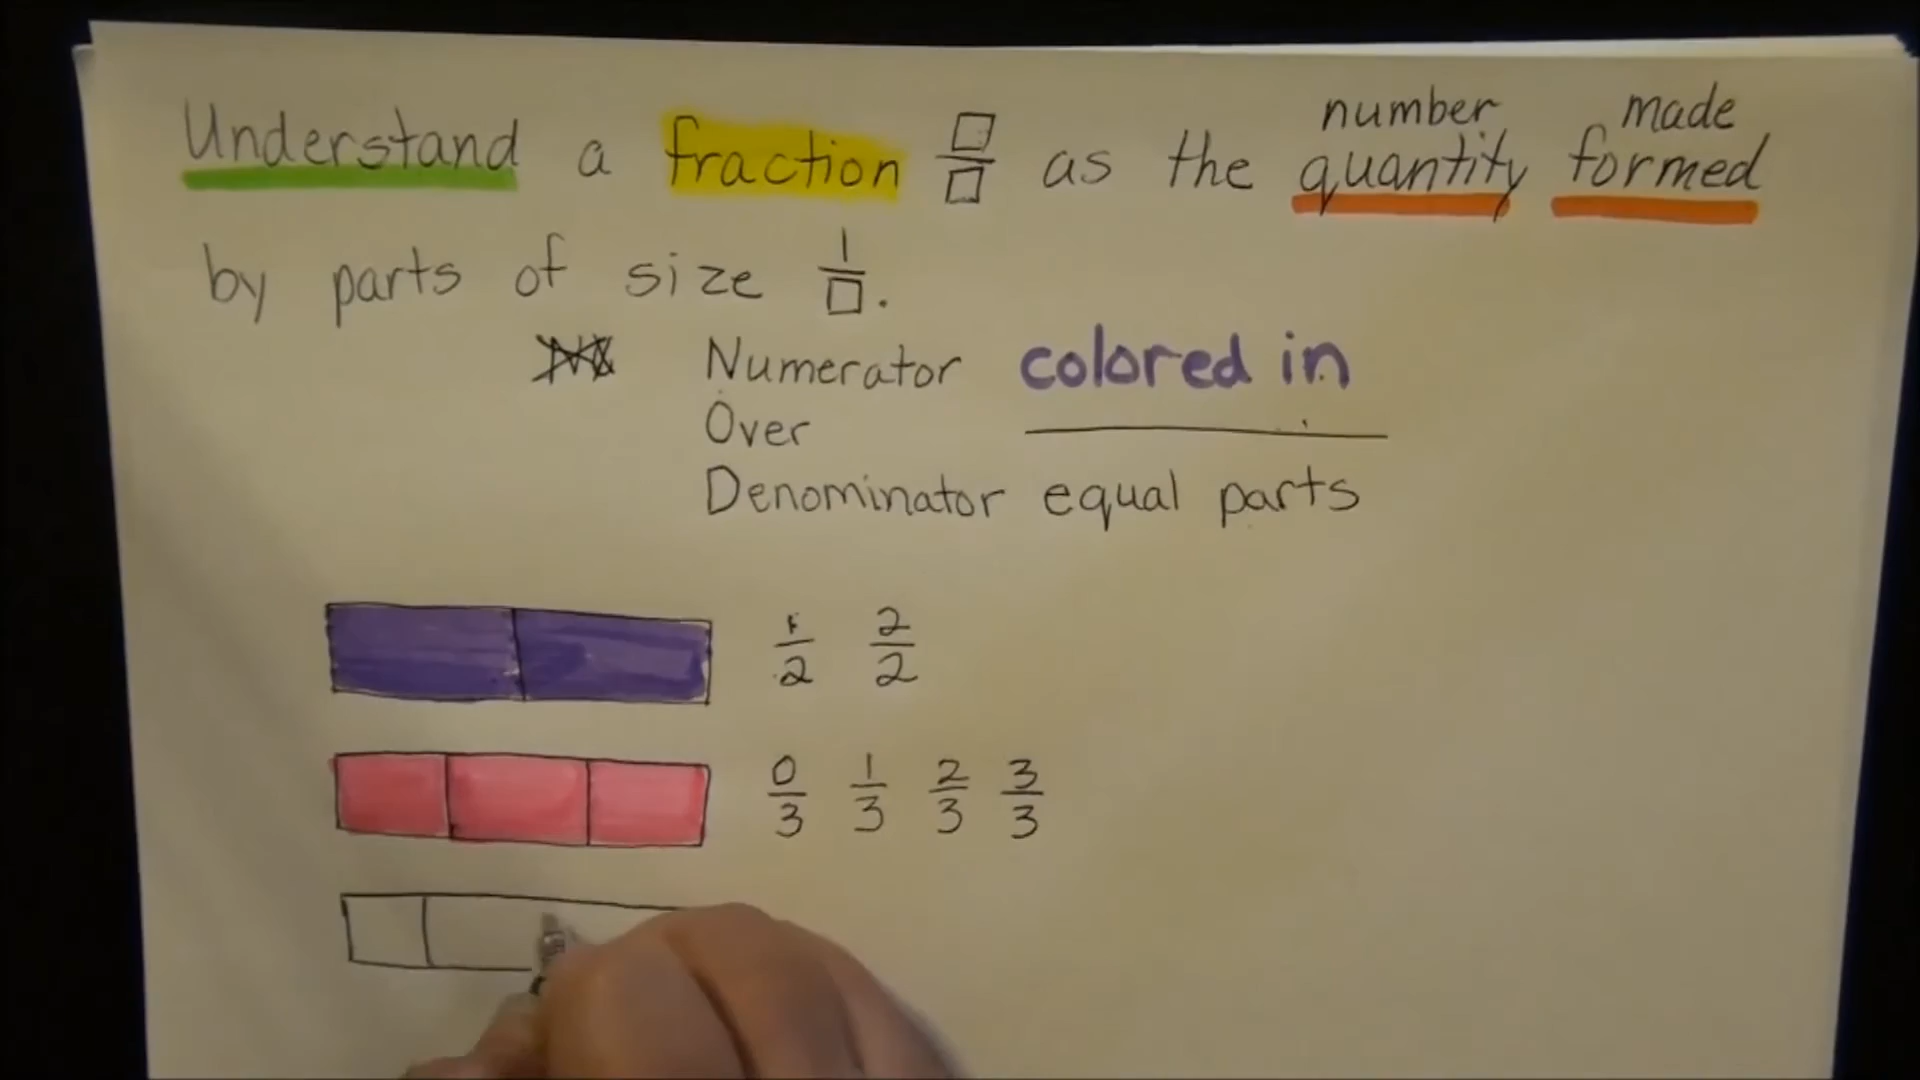 number made
Understand a fraction □/□ as the quantity formed
by parts of size 1/□.
Numerator colored in
Over
Denominator equal parts
1/2 2/2
0/3 1/3 2/3 3/3